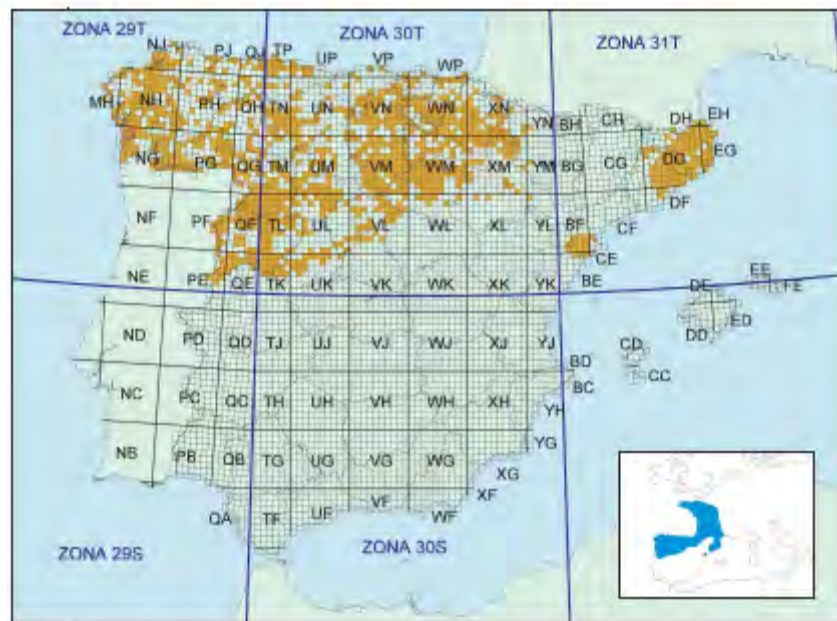 ZONA 29T
ZONA 30T
ZONA 31T
NJ PJ QJ TP UP VP WP
MH NH PH QH TN UN VN WN XN YN BH CH DH EH
NG PG QG TM UM VM WM XM YM BG CG DG EG
NF PF QF TL UL VL WL XL YL BF CF DF
NE PE QE TK UK VK WK XK YK BE CE DE EE FE
ND PD QD TJ UJ VJ WJ XJ YJ BD CD DD ED
NC PC QC TH UH VH WH XH YH BC CC
NB PB QB TG UG VG WG XG YG
QA TF UF VF WF XF
ZONA 29S
ZONA 30S